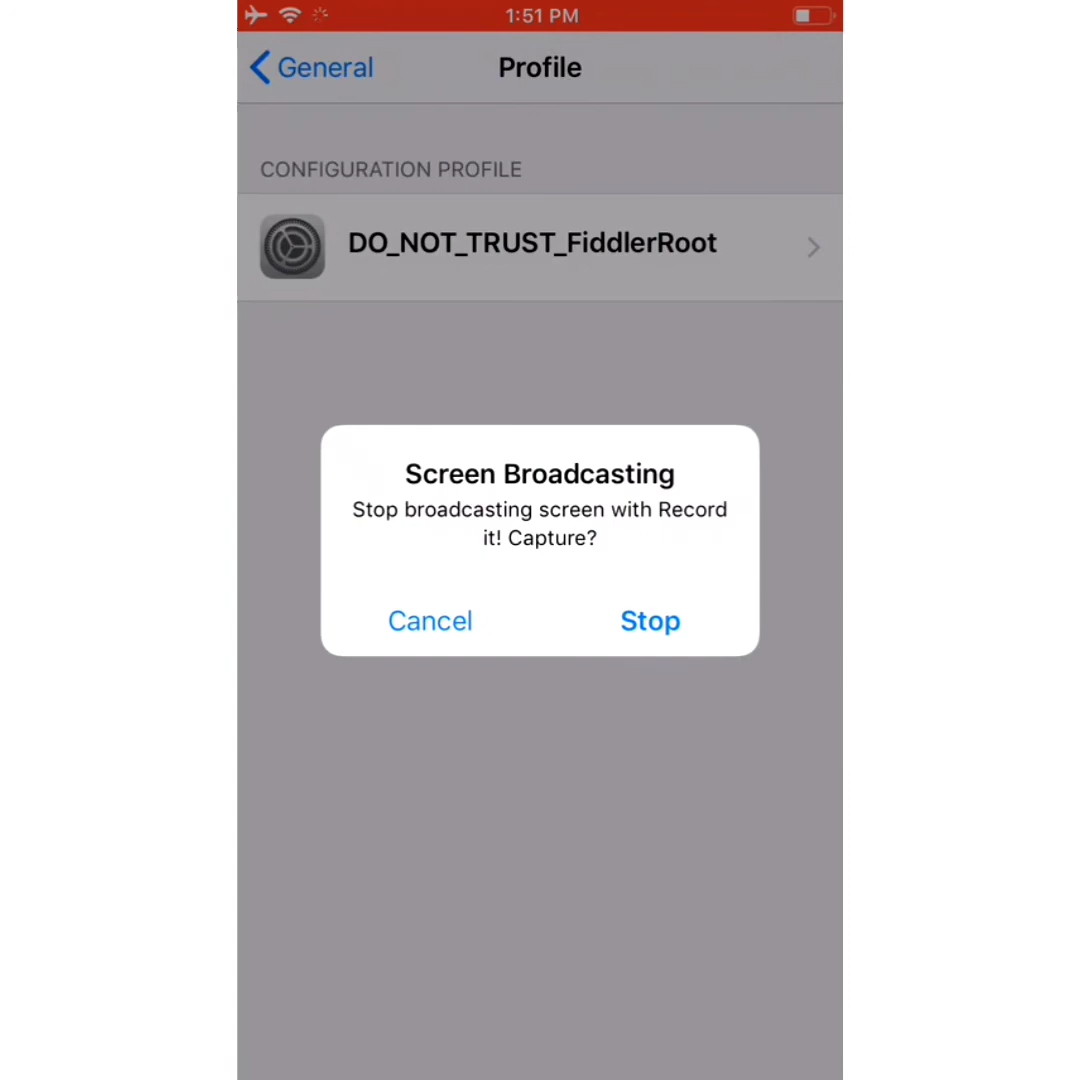 1:51 PM
General
Profile
CONFIGURATION PROFILE
DO_NOT_TRUST_FiddlerRoot
Screen Broadcasting
Stop broadcasting screen with Record
it! Capture?
Cancel
Stop